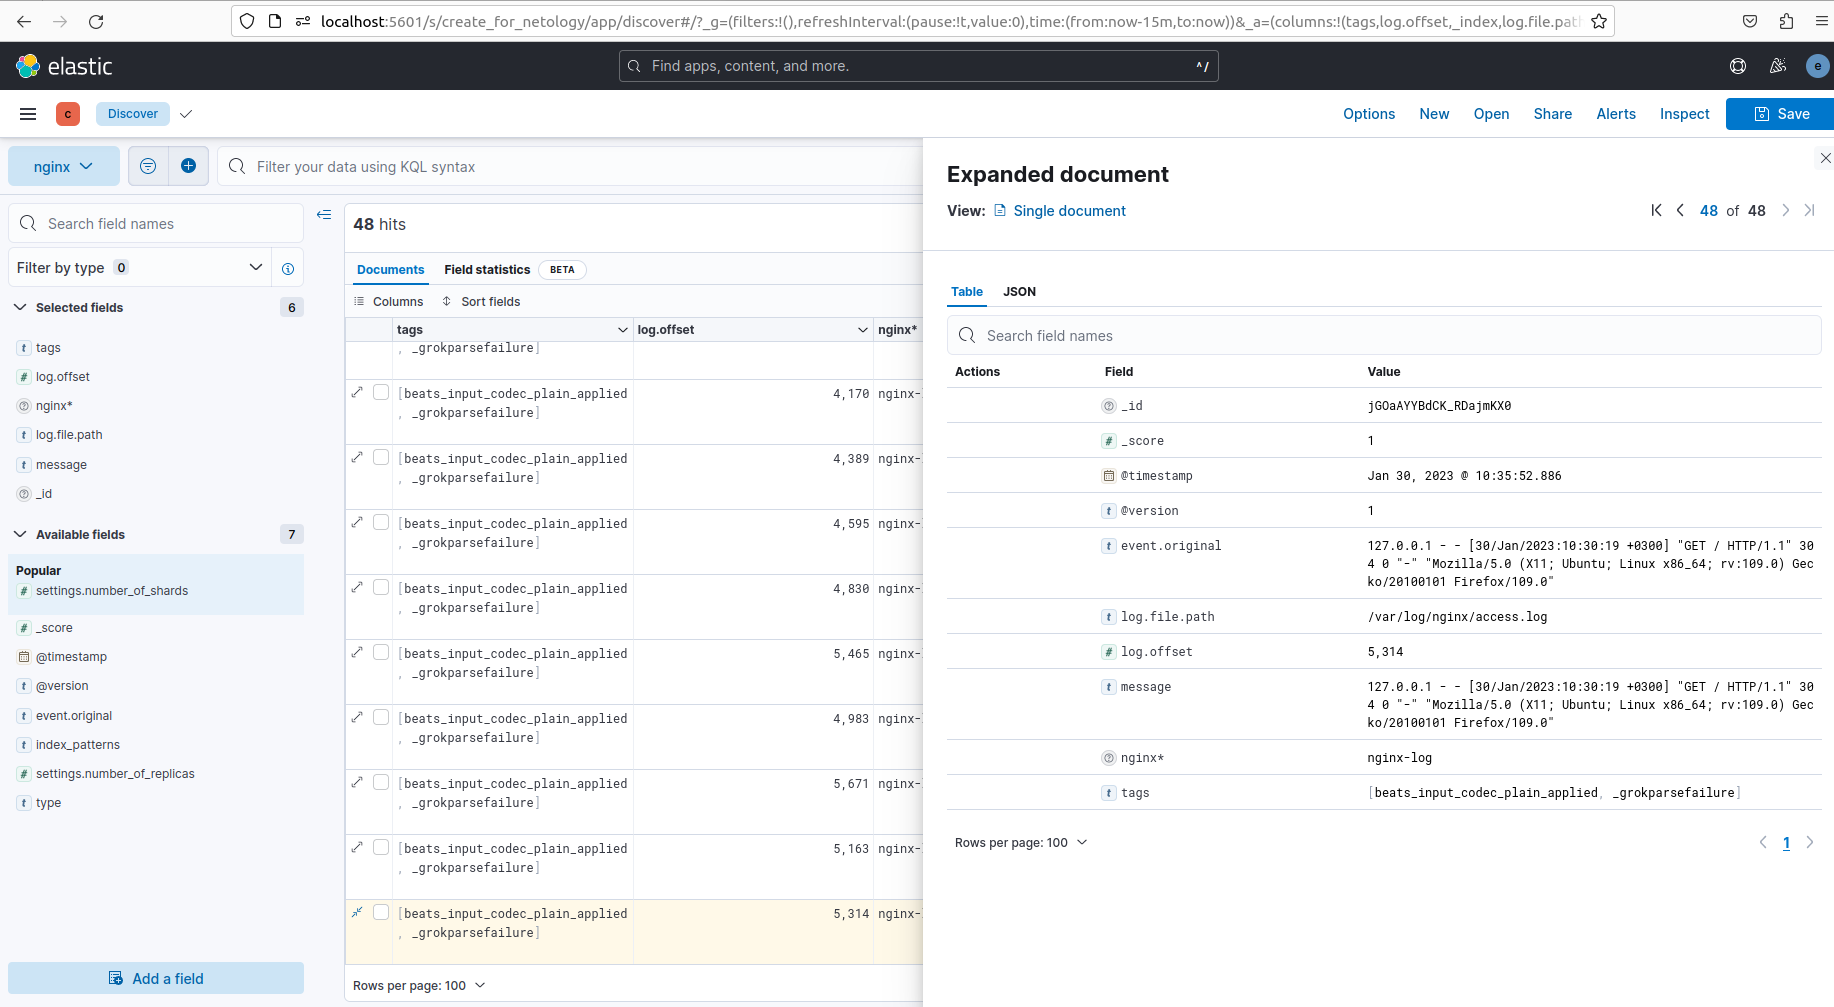 localhost:5601/s/create_for_netology/app/discover#/?_g=(filters:!(),refreshInterval:(pause:!t,value:0),time:(from:now-15m,to:now))&_a=(columns:!(tags,log.offset,_index,log.file.path
elastic
Find apps, content, and more.
^/
e
c
Discover
Options
New
Open
Share
Alerts
Inspect
Save
nginx
Filter your data using KQL syntax
Search field names
Filter by type 0
Selected fields 6
tags
log.offset
nginx*
log.file.path
message
_id
Available fields 7
Popular
settings.number_of_shards
_score
@timestamp
@version
event.original
index_patterns
settings.number_of_replicas
type
Add a field
48 hits
Documents
Field statistics
BETA
Columns
Sort fields
tags
log.offset
nginx*
, _grokparsefailure]
[beats_input_codec_plain_applied 4,170 nginx-
, _grokparsefailure]
[beats_input_codec_plain_applied 4,389 nginx-
, _grokparsefailure]
[beats_input_codec_plain_applied 4,595 nginx-
, _grokparsefailure]
[beats_input_codec_plain_applied 4,830 nginx-
, _grokparsefailure]
[beats_input_codec_plain_applied 5,465 nginx-
, _grokparsefailure]
[beats_input_codec_plain_applied 4,983 nginx-
, _grokparsefailure]
[beats_input_codec_plain_applied 5,671 nginx-
, _grokparsefailure]
[beats_input_codec_plain_applied 5,163 nginx-
, _grokparsefailure]
[beats_input_codec_plain_applied 5,314 nginx-
, _grokparsefailure]
Rows per page: 100
Expanded document
View: Single document
48 of 48
Table
JSON
Search field names
Actions Field Value
_id jGOaAYYBdCK_RDajmKX0
_score 1
@timestamp Jan 30, 2023 @ 10:35:52.886
@version 1
event.original 127.0.0.1 - - [30/Jan/2023:10:30:19 +0300] "GET / HTTP/1.1" 30
4 0 "-" "Mozilla/5.0 (X11; Ubuntu; Linux x86_64; rv:109.0) Gec
ko/20100101 Firefox/109.0"
log.file.path /var/log/nginx/access.log
log.offset 5,314
message 127.0.0.1 - - [30/Jan/2023:10:30:19 +0300] "GET / HTTP/1.1" 30
4 0 "-" "Mozilla/5.0 (X11; Ubuntu; Linux x86_64; rv:109.0) Gec
ko/20100101 Firefox/109.0"
nginx* nginx-log
tags [beats_input_codec_plain_applied, _grokparsefailure]
Rows per page: 100
1